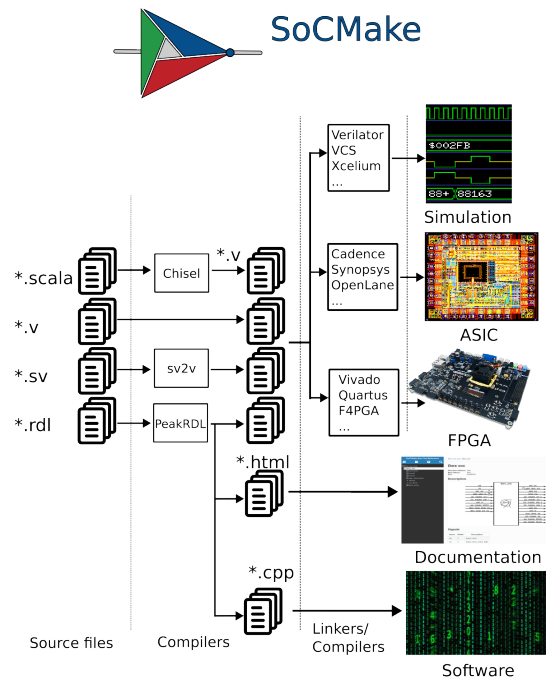 SoCMake
Verilator
VCS
Xcelium
...
$002FB
88+
88163
Simulation
*.scala
Chisel
*.v
Cadence
Synopsys
OpenLane
...
ASIC
*.v
*.sv
sv2v
*.rdl
PeakRDL
Vivado
Quartus
F4PGA
...
FPGA
*.html
Documentation
*.cpp
Source files
Compilers
Linkers/
Compilers
Software